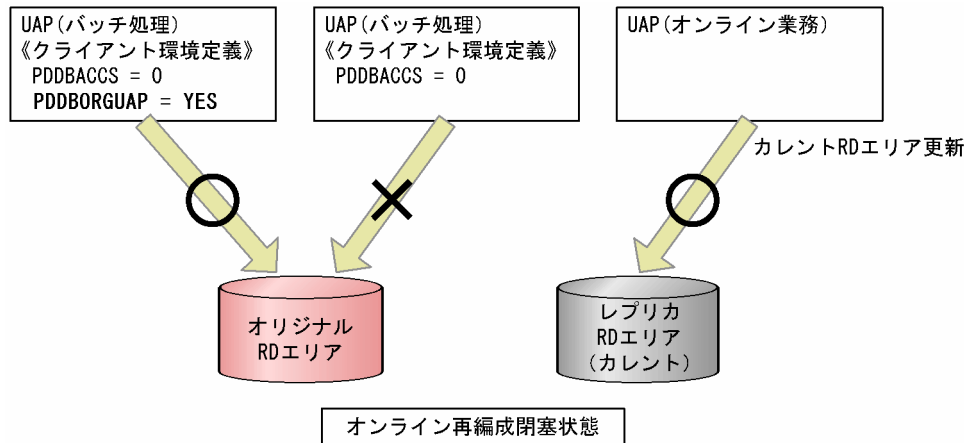 UAP(バッチ処理)
《クライアント環境定義》
PDDBACCS = 0
PDDBORGUAP = YES
UAP(バッチ処理)
《クライアント環境定義》
PDDBACCS = 0
UAP(オンライン業務)
カレントRDエリア更新
オリジナル
RDエリア
レプリカ
RDエリア
(カレント)
オンライン再編成閉塞状態